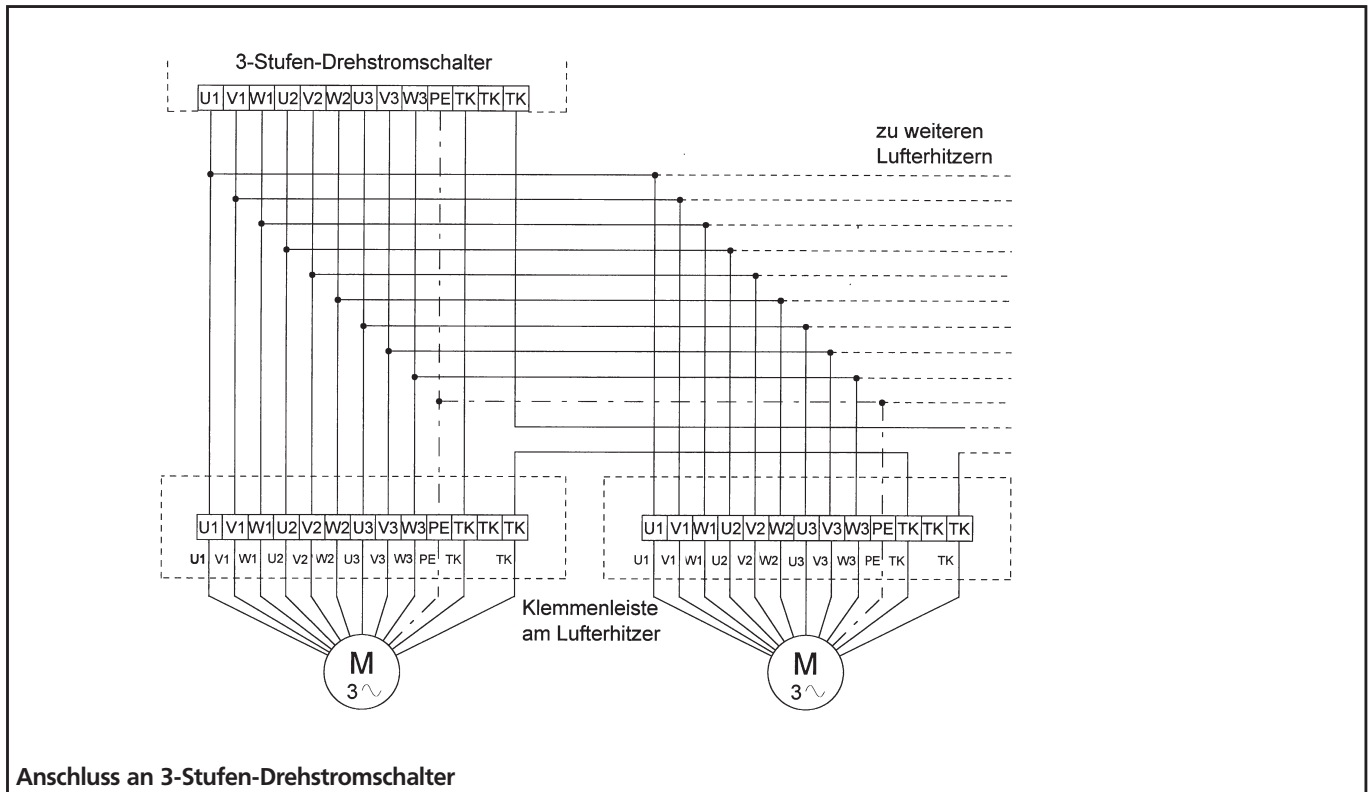 3-Stufen-Drehstromschalter
U1 V1 W1 U2 V2 W2 U3 V3 W3 PE TK TK TK
zu weiteren
Lufterhitzern
U1 V1 W1 U2 V2 W2 U3 V3 W3 PE TK TK TK
U1 V1 W1 U2 V2 W2 U3 V3 W3 PE TK TK
U1 V1 W1 U2 V2 W2 U3 V3 W3 PE TK TK TK
U1 V1 W1 U2 V2 W2 U3 V3 W3 PE TK TK
Klemmenleiste
am Lufterhitzer
M
3~
M
3~
Anschluss an 3-Stufen-Drehstromschalter